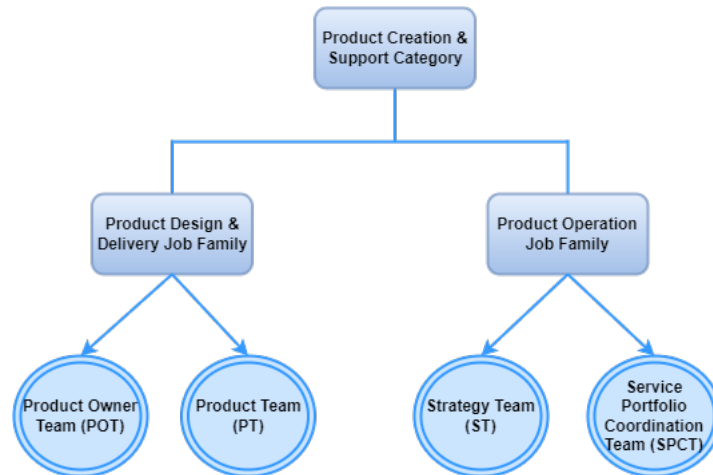 Product Creation &
Support Category
Product Design &
Delivery Job Family
Product Operation
Job Family
Product Owner
Team (POT)
Product Team
(PT)
Strategy Team
(ST)
Service
Portfolio
Coordination
Team (SPCT)